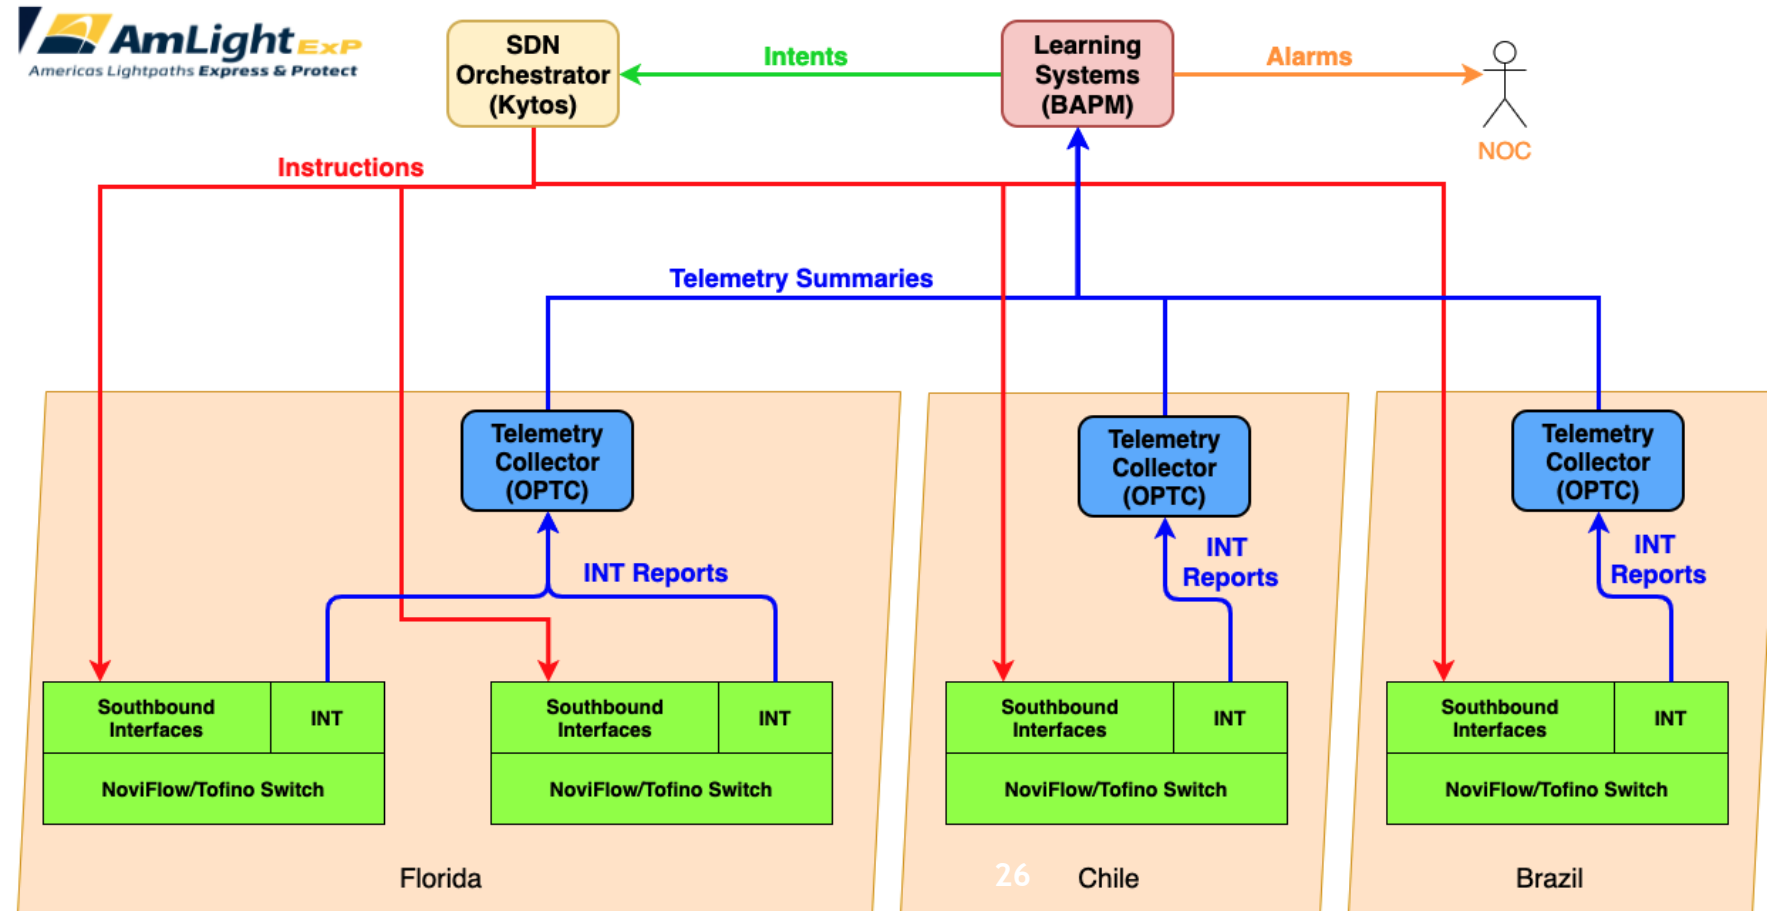 AmLight ExP
Americas Lightpaths Express & Protect
SDN
Orchestrator
(Kytos)
Intents
Learning
Systems
(BAPM)
Alarms
NOC
Instructions
Telemetry Summaries
Telemetry
Collector
(OPTC)
Telemetry
Collector
(OPTC)
Telemetry
Collector
(OPTC)
INT Reports
INT
Reports
INT
Reports
Southbound
Interfaces
INT
NoviFlow/Tofino Switch
Southbound
Interfaces
INT
NoviFlow/Tofino Switch
Southbound
Interfaces
INT
NoviFlow/Tofino Switch
Southbound
Interfaces
INT
NoviFlow/Tofino Switch
Florida
26
Chile
Brazil